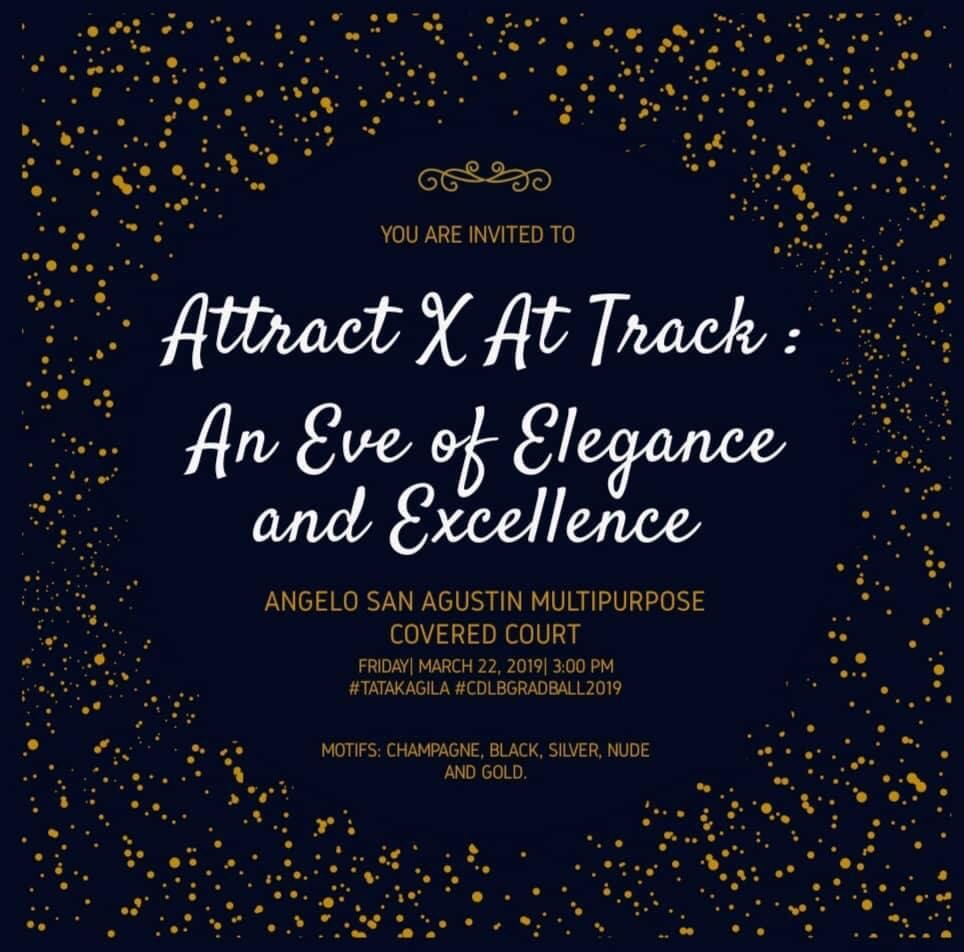 YOU ARE INVITED TO
Attract X At Track :
An Eve of Elegance
and Excellence
ANGELO SAN AGUSTIN MULTIPURPOSE
COVERED COURT
FRIDAY| MARCH 22, 2019| 3:00 PM
#TATAKAGILA #CDLBGRADBALL2019
MOTIFS: CHAMPAGNE, BLACK, SILVER, NUDE
AND GOLD.